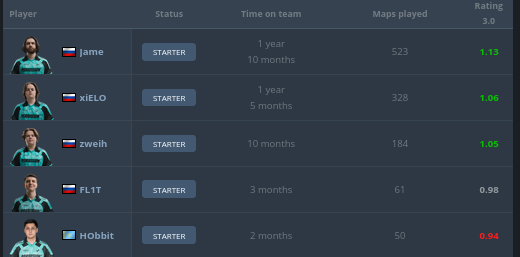 Player Status Time on team Maps played Rating 3.0
Jame STARTER 1 year 10 months 523 1.13
xiELO STARTER 1 year 5 months 328 1.06
zweih STARTER 10 months 184 1.05
FL1T STARTER 3 months 61 0.98
HObbit STARTER 2 months 50 0.94